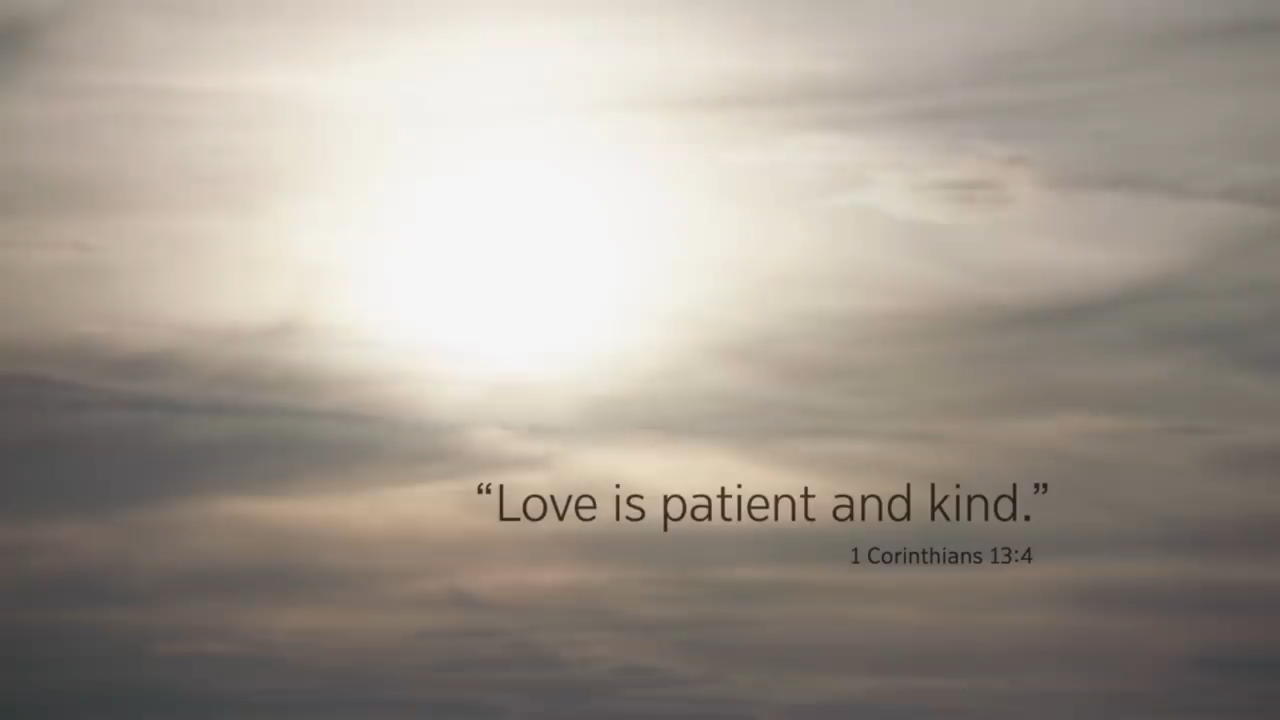 “Love is patient and kind.”
1 Corinthians 13:4